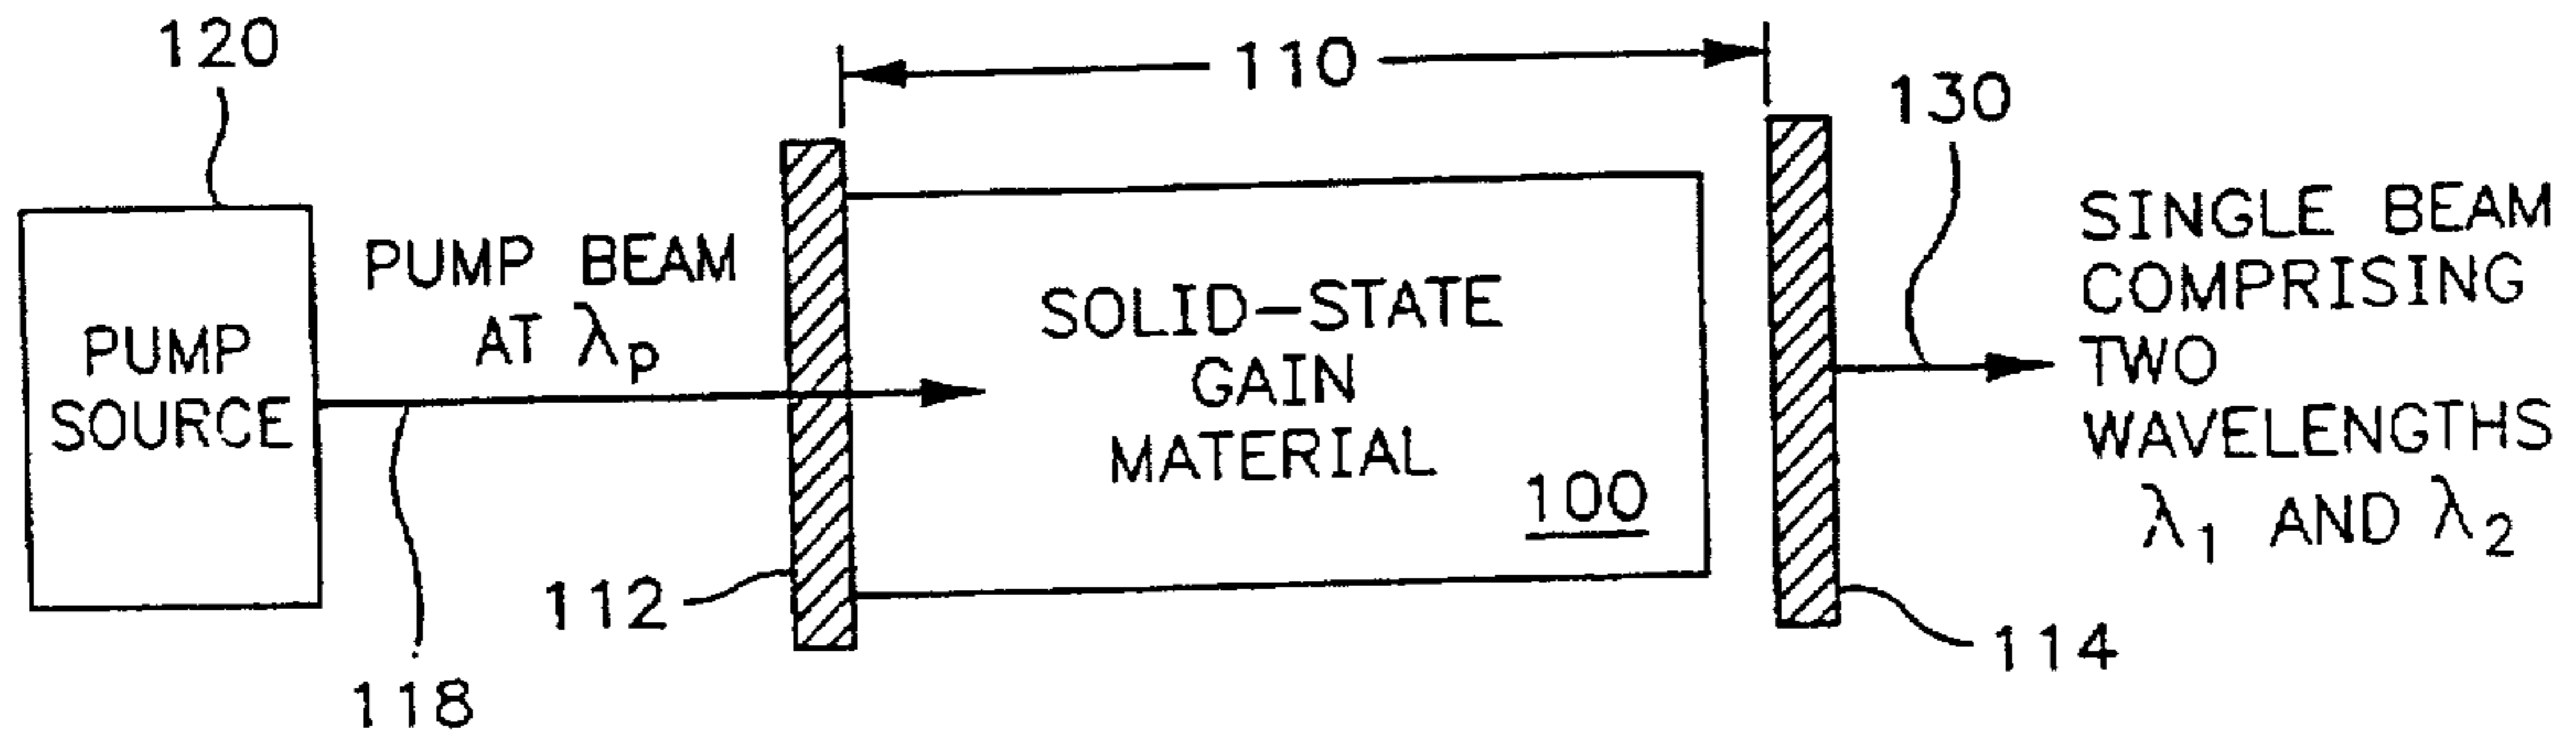 120
110
130
PUMP
SOURCE
PUMP BEAM
AT λp
SOLID-STATE
GAIN
MATERIAL
100
SINGLE BEAM
COMPRISING
TWO
WAVELENGTHS
λ1 AND λ2
112
114
118